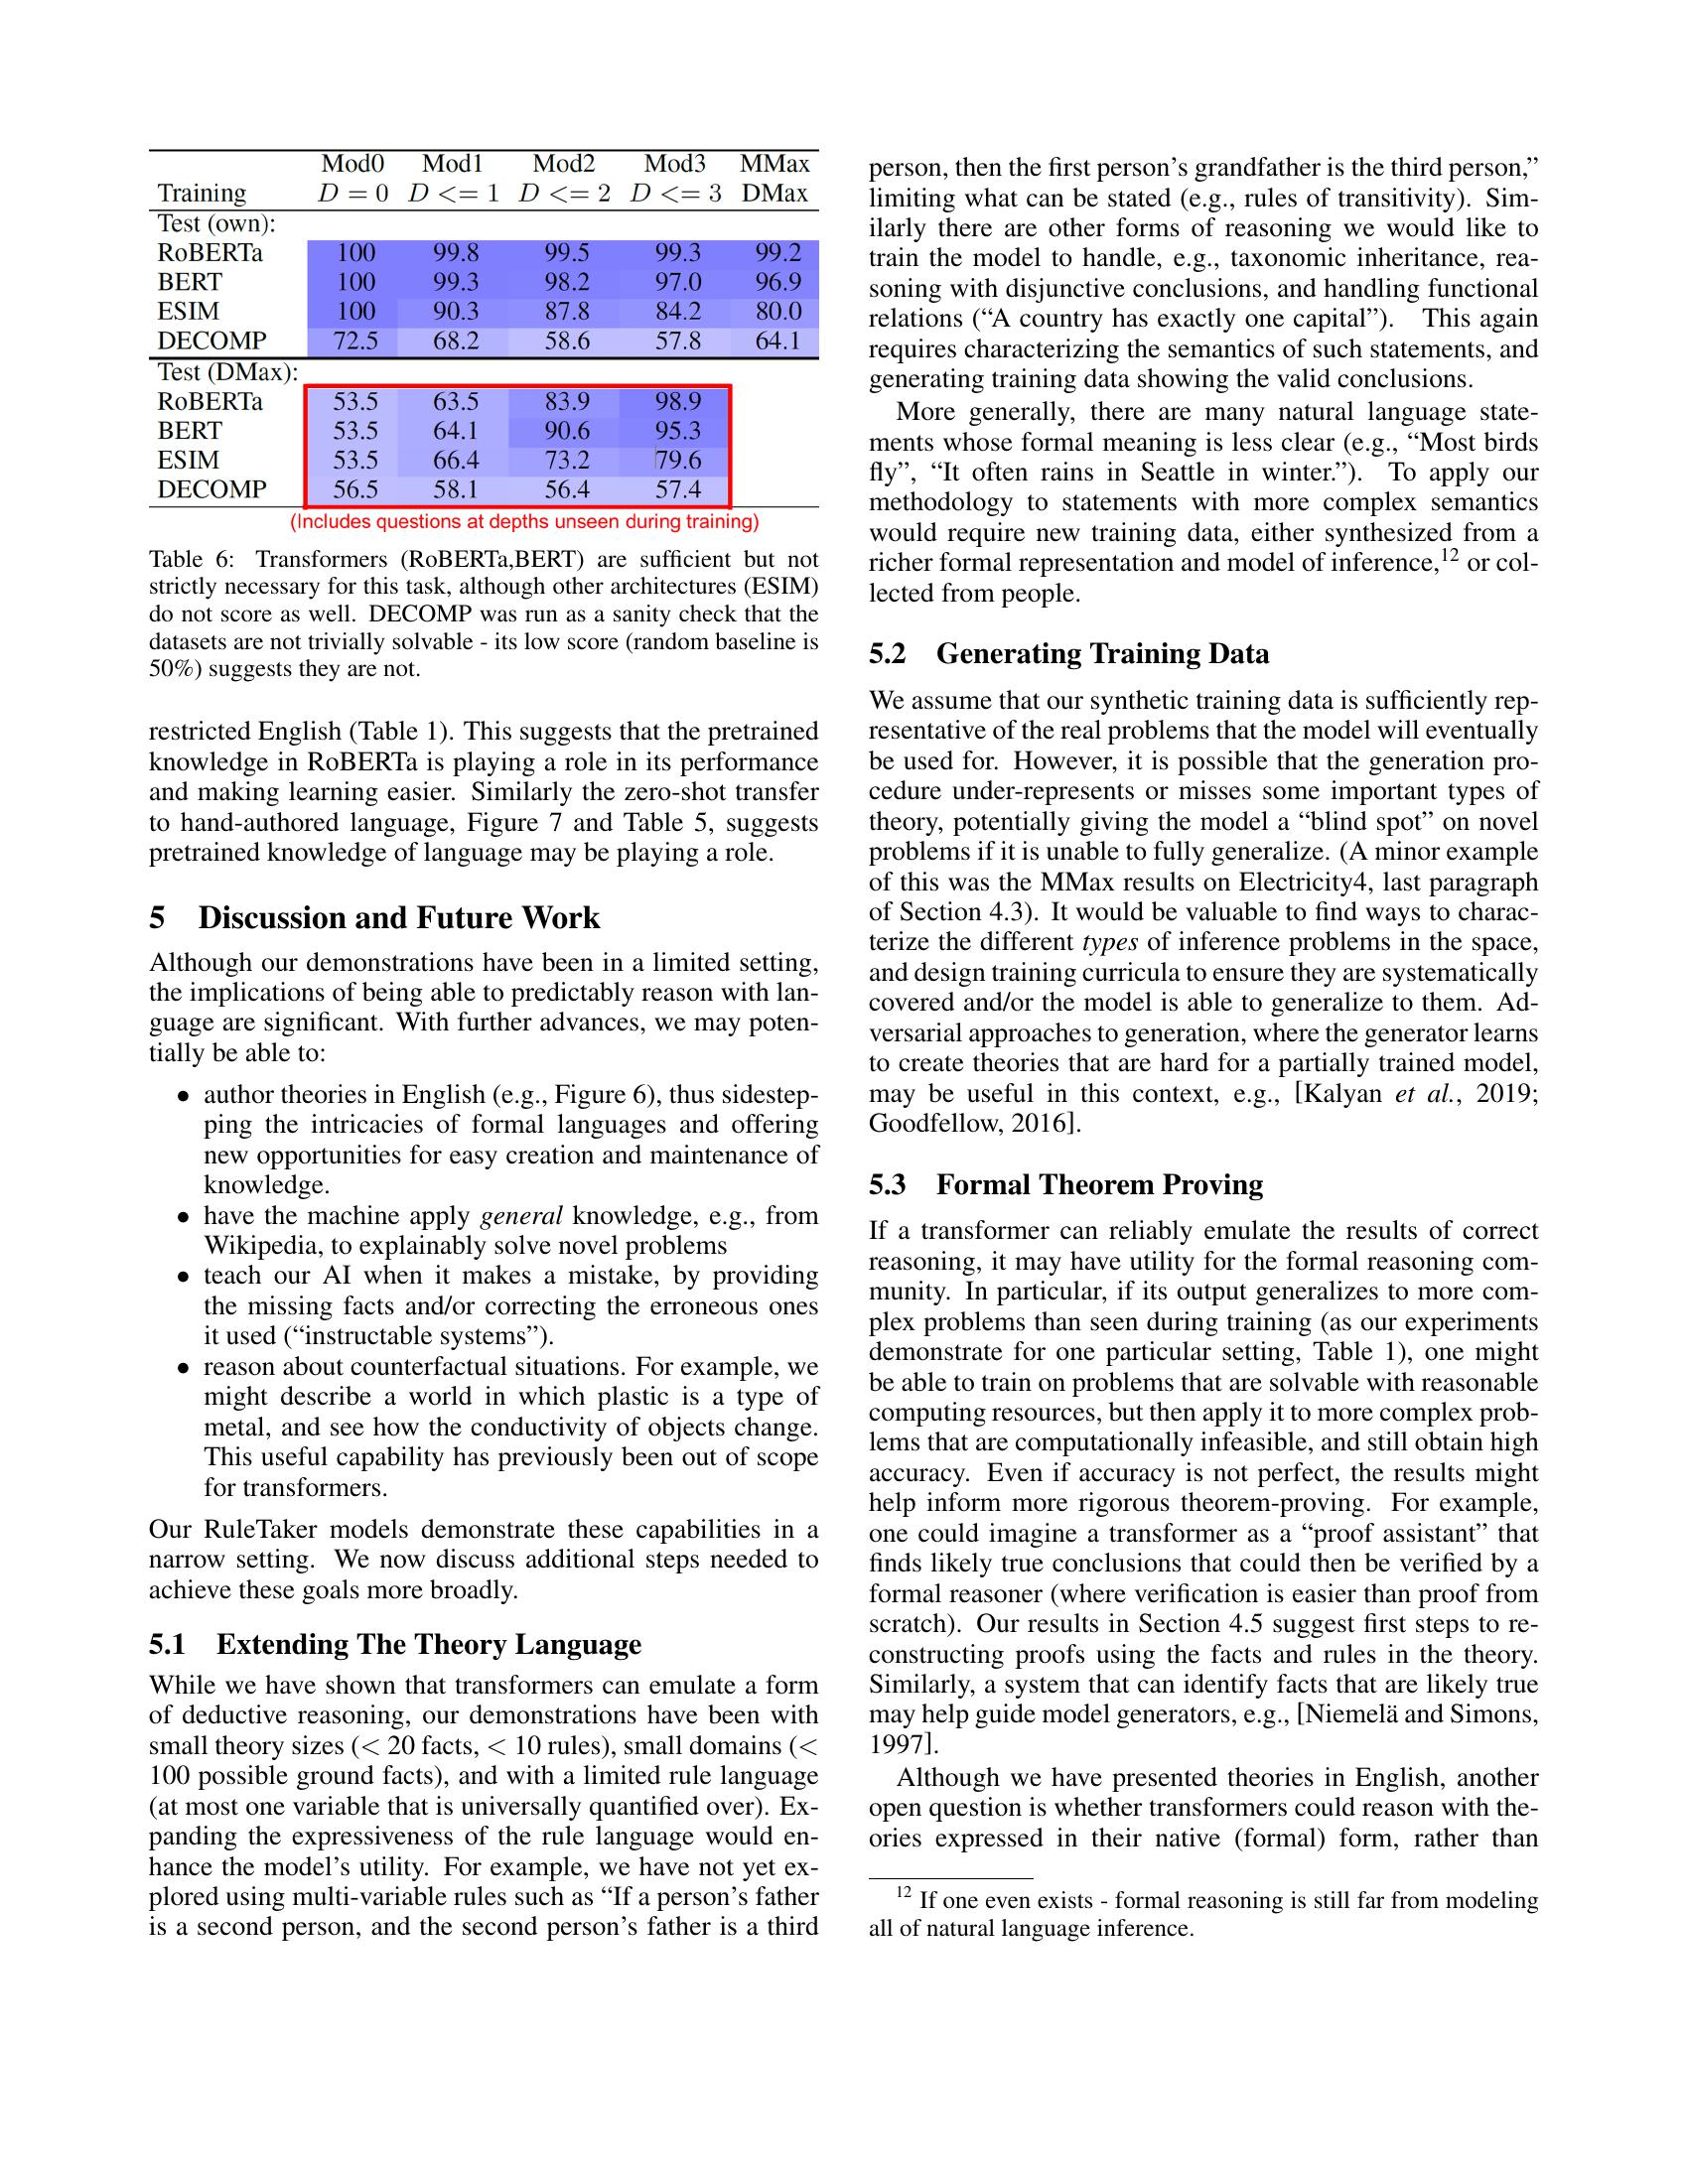 Mod0 Mod1 Mod2 Mod3 MMax
Training D = 0 D <= 1 D <= 2 D <= 3 DMax
Test (own):
RoBERTa 100 99.8 99.5 99.3 99.2
BERT 100 99.3 98.2 97.0 96.9
ESIM 100 90.3 87.8 84.2 80.0
DECOMP 72.5 68.2 58.6 57.8 64.1
Test (DMax):
RoBERTa 53.5 63.5 83.9 98.9
BERT 53.5 64.1 90.6 95.3
ESIM 53.5 66.4 73.2 79.6
DECOMP 56.5 58.1 56.4 57.4
(Includes questions at depths unseen during training)
Table 6: Transformers (RoBERTa,BERT) are sufficient but not
strictly necessary for this task, although other architectures (ESIM)
do not score as well. DECOMP was run as a sanity check that the
datasets are not trivially solvable - its low score (random baseline is
50%) suggests they are not.
restricted English (Table 1). This suggests that the pretrained
knowledge in RoBERTa is playing a role in its performance
and making learning easier. Similarly the zero-shot transfer
to hand-authored language, Figure 7 and Table 5, suggests
pretrained knowledge of language may be playing a role.
5 Discussion and Future Work
Although our demonstrations have been in a limited setting,
the implications of being able to predictably reason with lan-
guage are significant. With further advances, we may poten-
tially be able to:
• author theories in English (e.g., Figure 6), thus sidestep-
ping the intricacies of formal languages and offering
new opportunities for easy creation and maintenance of
knowledge.
• have the machine apply general knowledge, e.g., from
Wikipedia, to explainably solve novel problems
• teach our AI when it makes a mistake, by providing
the missing facts and/or correcting the erroneous ones
it used (“instructable systems”).
• reason about counterfactual situations. For example, we
might describe a world in which plastic is a type of
metal, and see how the conductivity of objects change.
This useful capability has previously been out of scope
for transformers.
Our RuleTaker models demonstrate these capabilities in a
narrow setting. We now discuss additional steps needed to
achieve these goals more broadly.
5.1 Extending The Theory Language
While we have shown that transformers can emulate a form
of deductive reasoning, our demonstrations have been with
small theory sizes (< 20 facts, < 10 rules), small domains (<
100 possible ground facts), and with a limited rule language
(at most one variable that is universally quantified over). Ex-
panding the expressiveness of the rule language would en-
hance the model’s utility. For example, we have not yet ex-
plored using multi-variable rules such as “If a person’s father
is a second person, and the second person’s father is a third
person, then the first person’s grandfather is the third person,”
limiting what can be stated (e.g., rules of transitivity). Sim-
ilarly there are other forms of reasoning we would like to
train the model to handle, e.g., taxonomic inheritance, rea-
soning with disjunctive conclusions, and handling functional
relations (“A country has exactly one capital”). This again
requires characterizing the semantics of such statements, and
generating training data showing the valid conclusions.
More generally, there are many natural language state-
ments whose formal meaning is less clear (e.g., “Most birds
fly”, “It often rains in Seattle in winter.”). To apply our
methodology to statements with more complex semantics
would require new training data, either synthesized from a
richer formal representation and model of inference,12 or col-
lected from people.
5.2 Generating Training Data
We assume that our synthetic training data is sufficiently rep-
resentative of the real problems that the model will eventually
be used for. However, it is possible that the generation pro-
cedure under-represents or misses some important types of
theory, potentially giving the model a “blind spot” on novel
problems if it is unable to fully generalize. (A minor example
of this was the MMax results on Electricity4, last paragraph
of Section 4.3). It would be valuable to find ways to charac-
terize the different types of inference problems in the space,
and design training curricula to ensure they are systematically
covered and/or the model is able to generalize to them. Ad-
versarial approaches to generation, where the generator learns
to create theories that are hard for a partially trained model,
may be useful in this context, e.g., [Kalyan et al., 2019;
Goodfellow, 2016].
5.3 Formal Theorem Proving
If a transformer can reliably emulate the results of correct
reasoning, it may have utility for the formal reasoning com-
munity. In particular, if its output generalizes to more com-
plex problems than seen during training (as our experiments
demonstrate for one particular setting, Table 1), one might
be able to train on problems that are solvable with reasonable
computing resources, but then apply it to more complex prob-
lems that are computationally infeasible, and still obtain high
accuracy. Even if accuracy is not perfect, the results might
help inform more rigorous theorem-proving. For example,
one could imagine a transformer as a “proof assistant” that
finds likely true conclusions that could then be verified by a
formal reasoner (where verification is easier than proof from
scratch). Our results in Section 4.5 suggest first steps to re-
constructing proofs using the facts and rules in the theory.
Similarly, a system that can identify facts that are likely true
may help guide model generators, e.g., [Niemelä and Simons,
1997].
Although we have presented theories in English, another
open question is whether transformers could reason with the-
ories expressed in their native (formal) form, rather than
12 If one even exists - formal reasoning is still far from modeling
all of natural language inference.